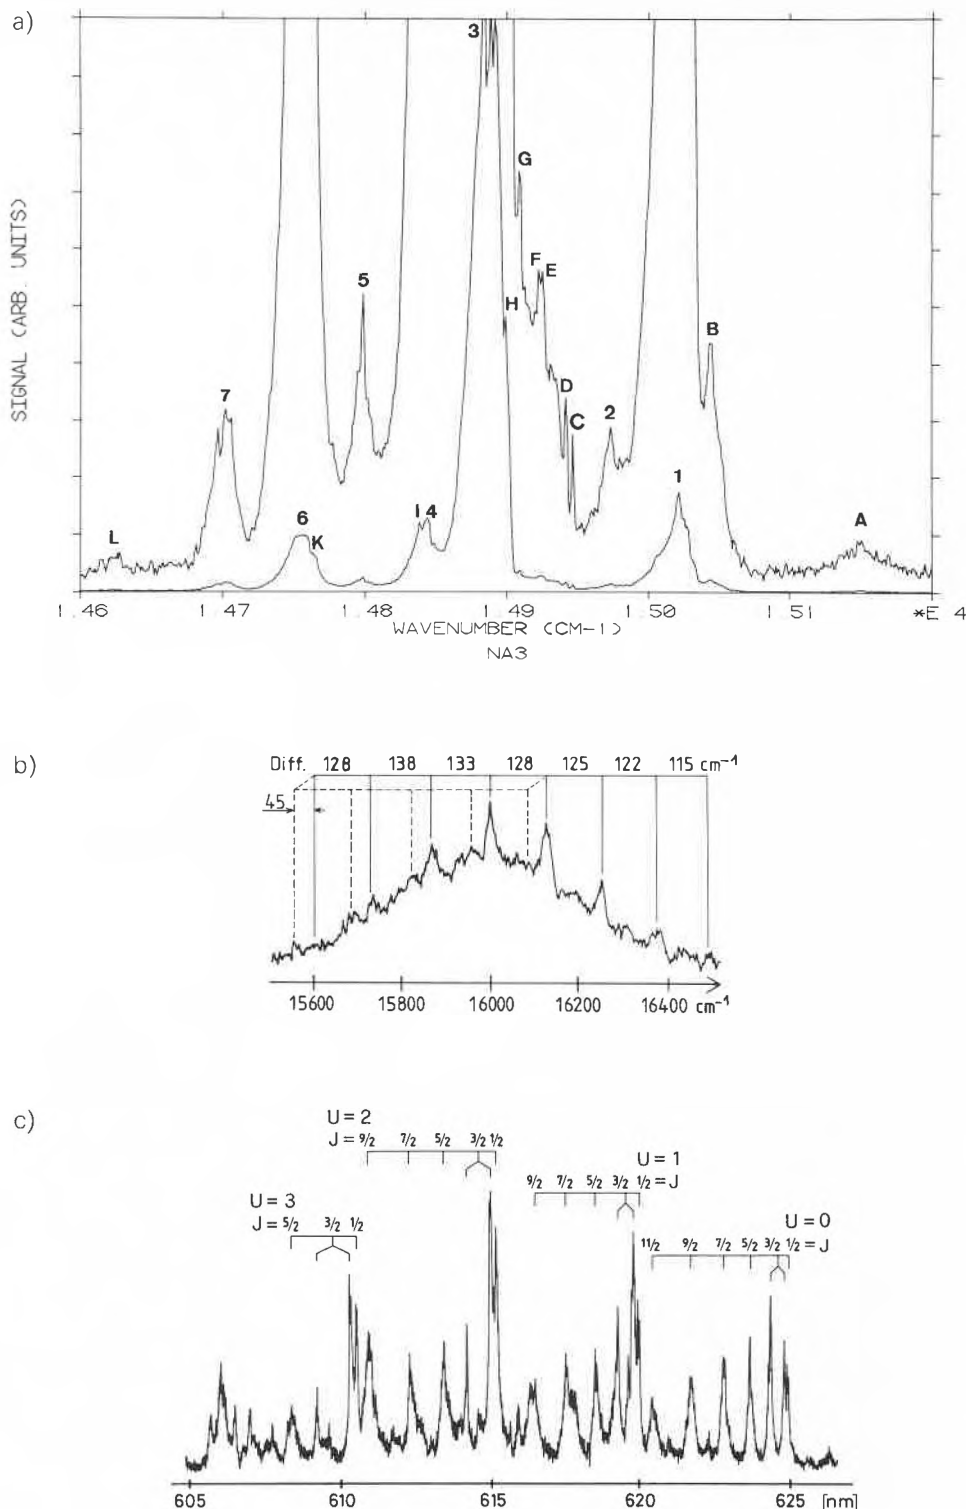 a)
3
G
F E
5
H
B
D
2
C
7
1
I 4
6
K
L
A
SIGNAL (ARB. UNITS)
1.46 1.47 1.48 1.49 1.50 1.51 *E 4
WAVENUMBER (CM-1)
NA3
b)
Diff. 128 138 133 128 125 122 115 cm-1
45
15600 15800 16000 16200 16400 cm-1
c)
U = 2
J = 9/2 7/2 5/2 3/2 1/2
U = 1
9/2 7/2 5/2 3/2 1/2 = J
U = 3
J = 5/2 3/2 1/2
U = 0
11/2 9/2 7/2 5/2 3/2 1/2 = J
605 610 615 620 625 [nm]